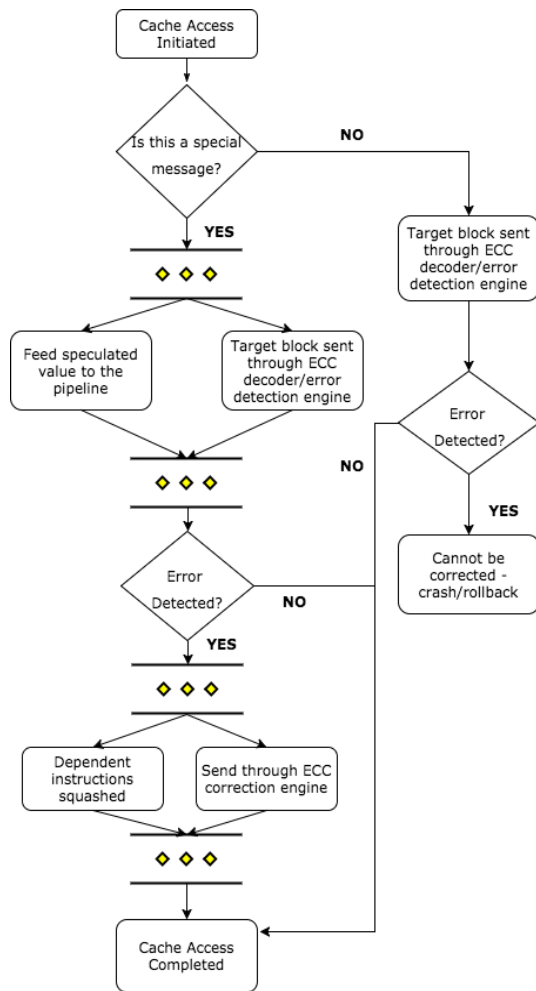 Cache Access
Initiated
Is this a special
message?
NO
YES
Target block sent
through ECC
decoder/error
detection engine
Feed speculated
value to the
pipeline
Target block sent
through ECC
decoder/error
detection engine
Error
Detected?
NO
YES
Cannot be
corrected -
crash/rollback
Error
Detected?
NO
YES
Dependent
instructions
squashed
Send through ECC
correction engine
Cache Access
Completed